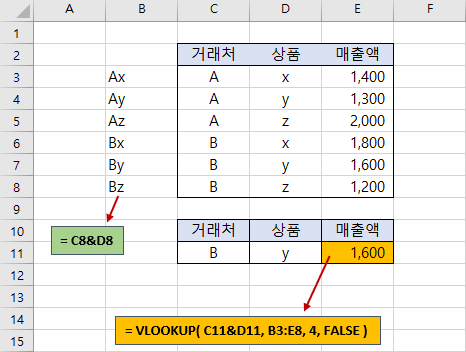 A B C D E F
1
2 거래처 상품 매출액
3 Ax A x 1,400
4 Ay A y 1,300
5 Az A z 2,000
6 Bx B x 1,800
7 By B y 1,600
8 Bz B z 1,200
9
10 거래처 상품 매출액
= C8&D8
11 B y 1,600
12
13
14
= VLOOKUP( C11&D11, B3:E8, 4, FALSE )
15